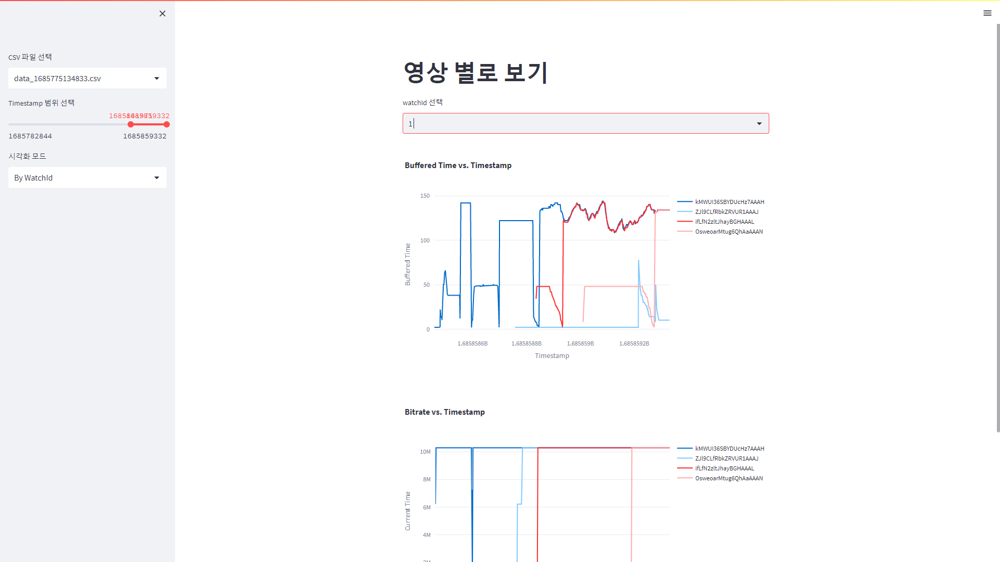 CSV 파일 선택
data_1685775134833.csv
Timestamp 범위 선택
1685859332
1685782844
1685859332
시각화 모드
By WatchId
영상 별로 보기
watchId 선택
1
Buffered Time vs. Timestamp
150
100
50
0
Buffered Time
1.6858586B
1.6858588B
1.685859B
1.6858592B
Timestamp
kMWUI36SBYDUcHz7AAAH
ZJl9CLfRbkZRVUR1AAAJ
ifLfN2zltJhayBGHAAAL
OsweoarMtug6QhAaAAAN
Bitrate vs. Timestamp
10M
8M
6M
4M
2M
Current Time
kMWUI36SBYDUcHz7AAAH
ZJl9CLfRbkZRVUR1AAAJ
ifLfN2zltJhayBGHAAAL
OsweoarMtug6QhAaAAAN